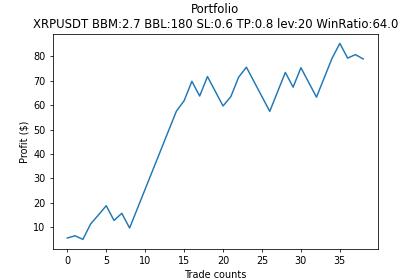 Portfolio
XRPUSDT BBM:2.7 BBL:180 SL:0.6 TP:0.8 lev:20 WinRatio:64.0
Profit ($)
80
70
60
50
40
30
20
10
0 5 10 15 20 25 30 35
Trade counts